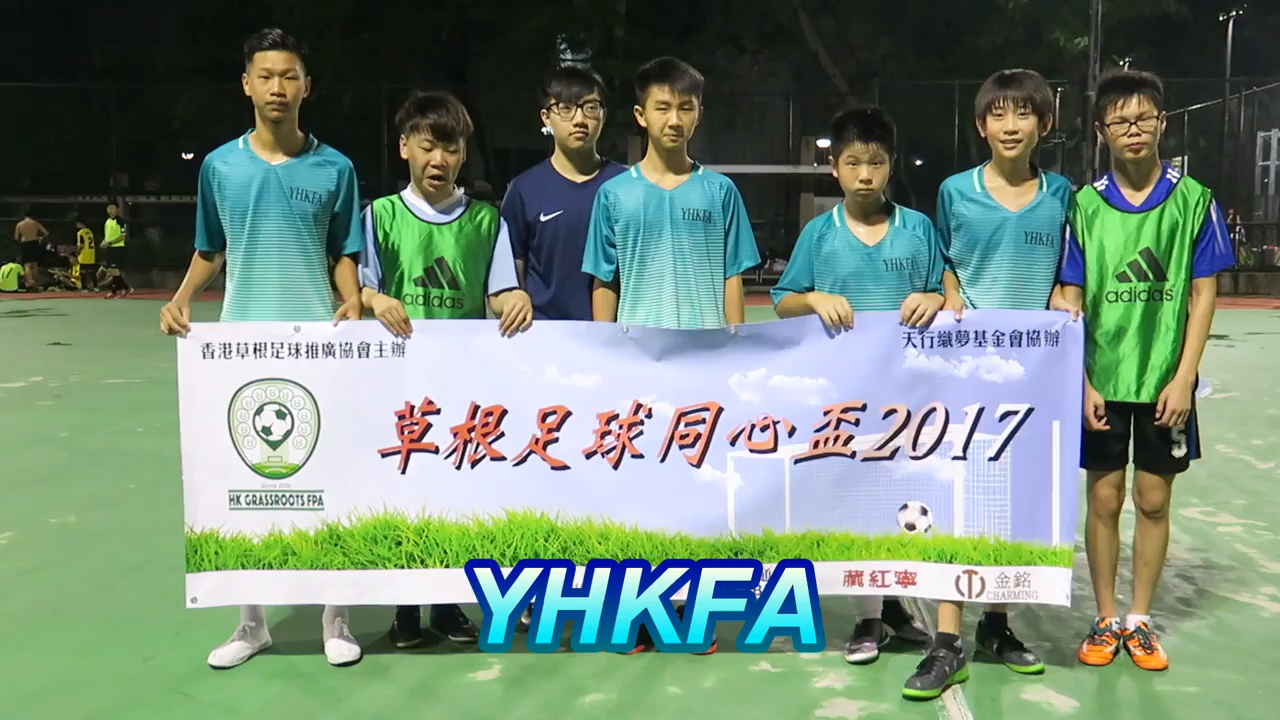 YHKFA
YHKFA
YHKFA
YHKFA
adidas
adidas
香港草根足球推廣協會主辦
天行織夢基金會協辦
草根足球同心盃2017
HK GRASSROOTS FPA
金銘
CHARMING
5
YHKFA